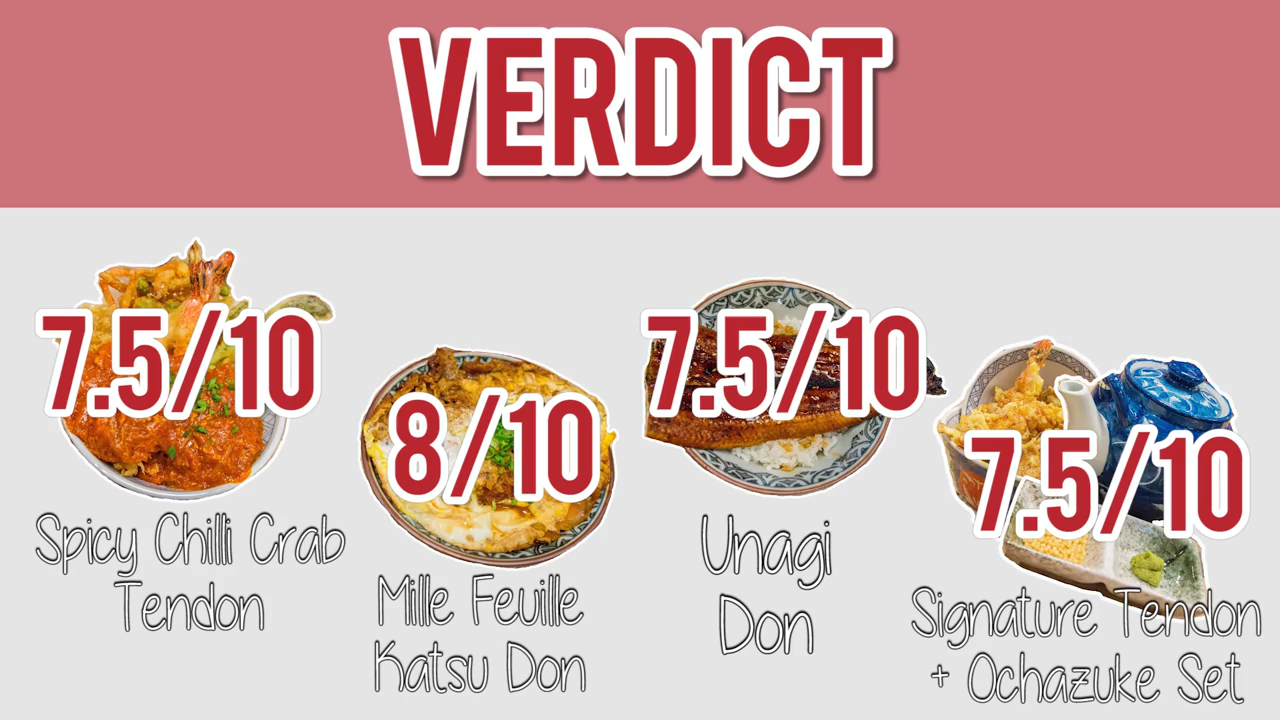 VERDICT
7.5/10
Spicy Chilli Crab
Tendon
8/10
Mille Feuille
Katsu Don
7.5/10
Unagi
Don
7.5/10
Signature Tendon
+ Ochazuke Set